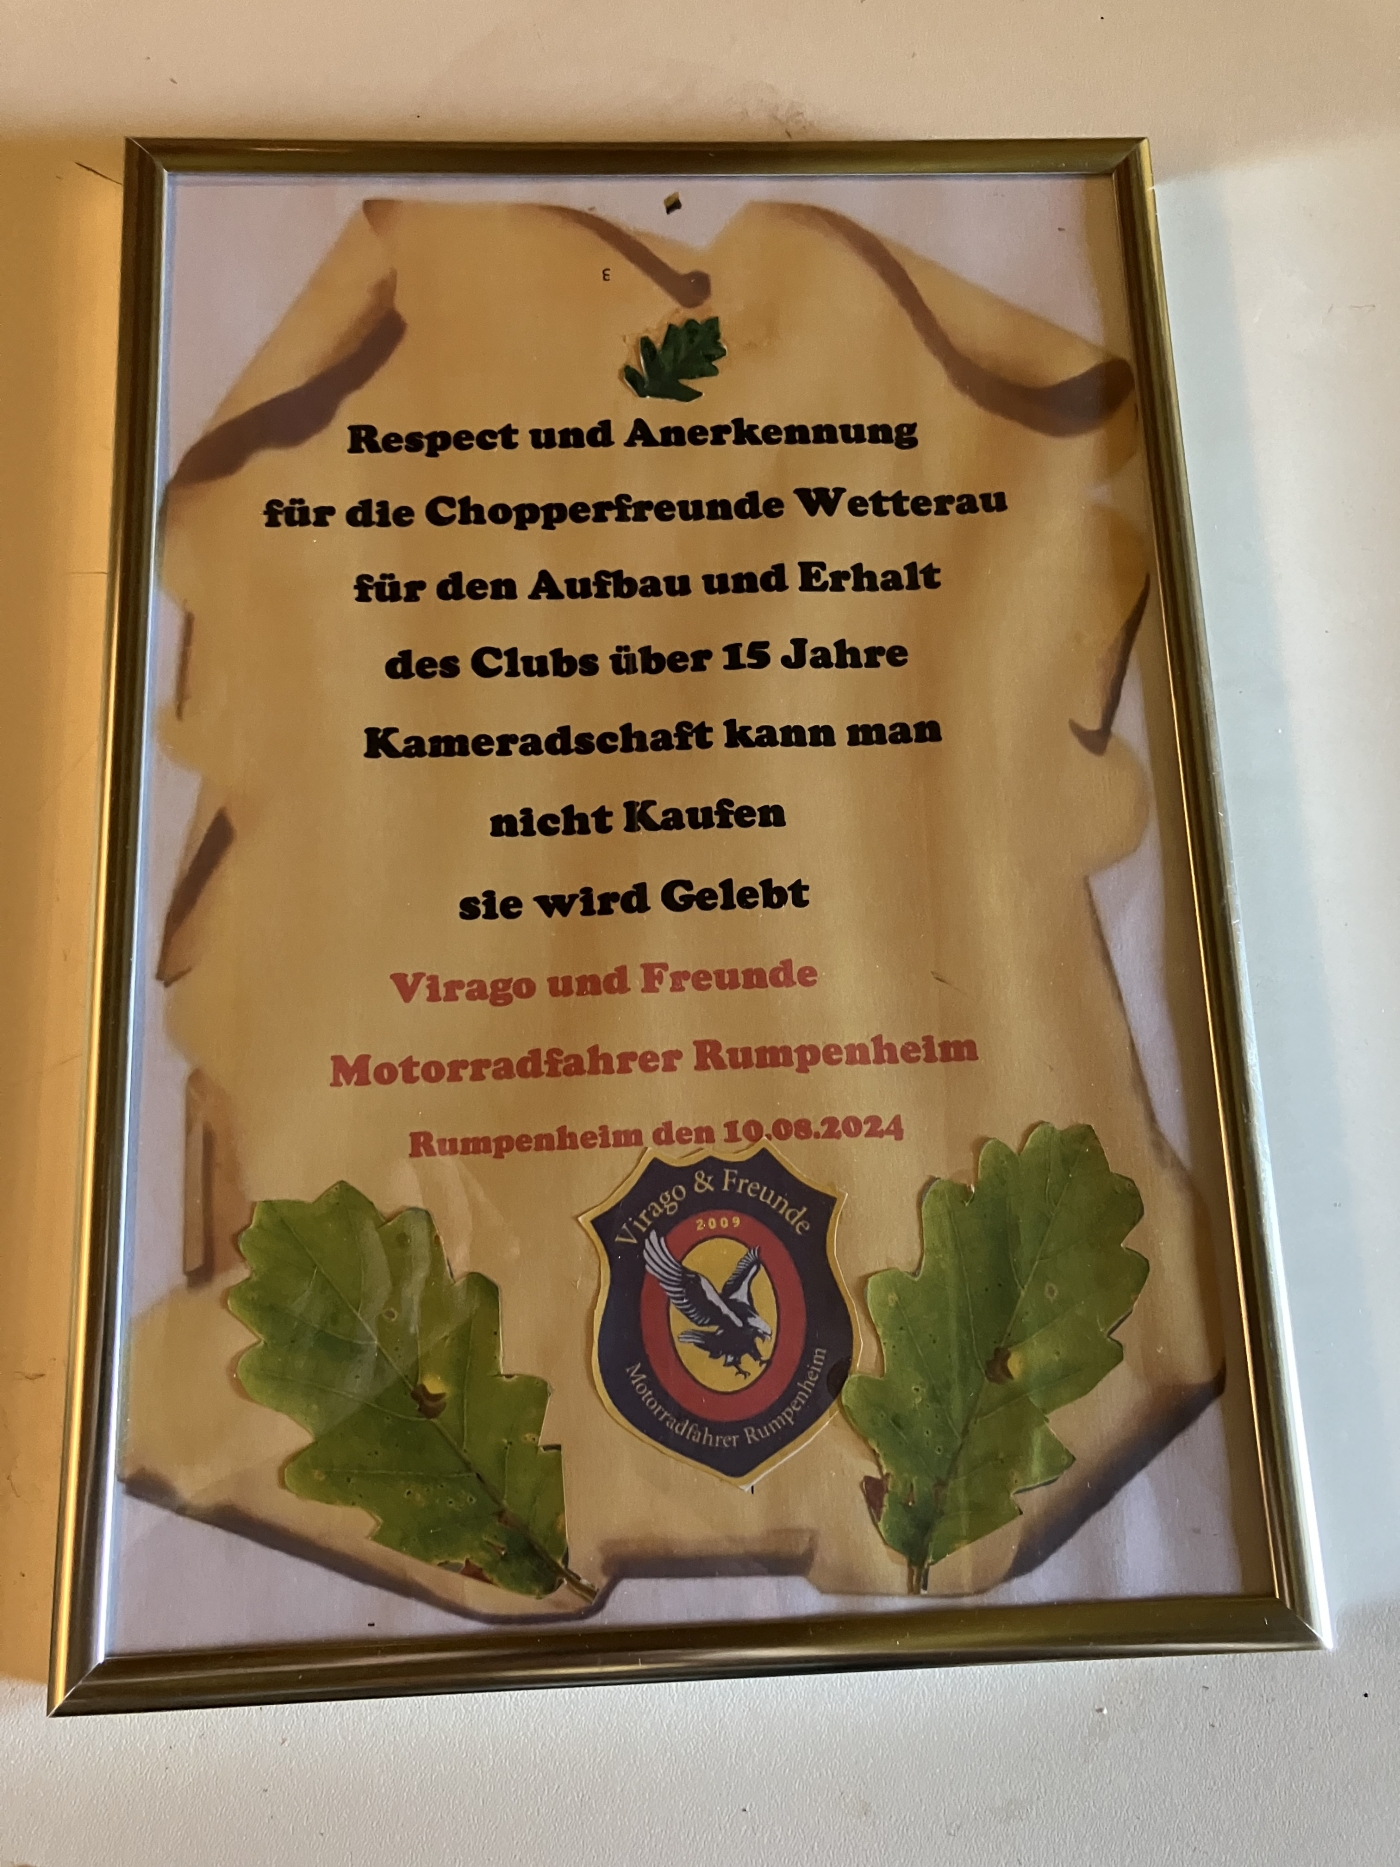 Respect und Anerkennung
für die Chopperfreunde Wetterau
für den Aufbau und Erhalt
des Clubs über 15 Jahre
Kameradschaft kann man
nicht Kaufen
sie wird Gelebt
Virago und Freunde
Motorradfahrer Rumpenheim
Rumpenheim den 10.08.2024
Virago & Freunde
2009
Motorradfahrer Rumpenheim